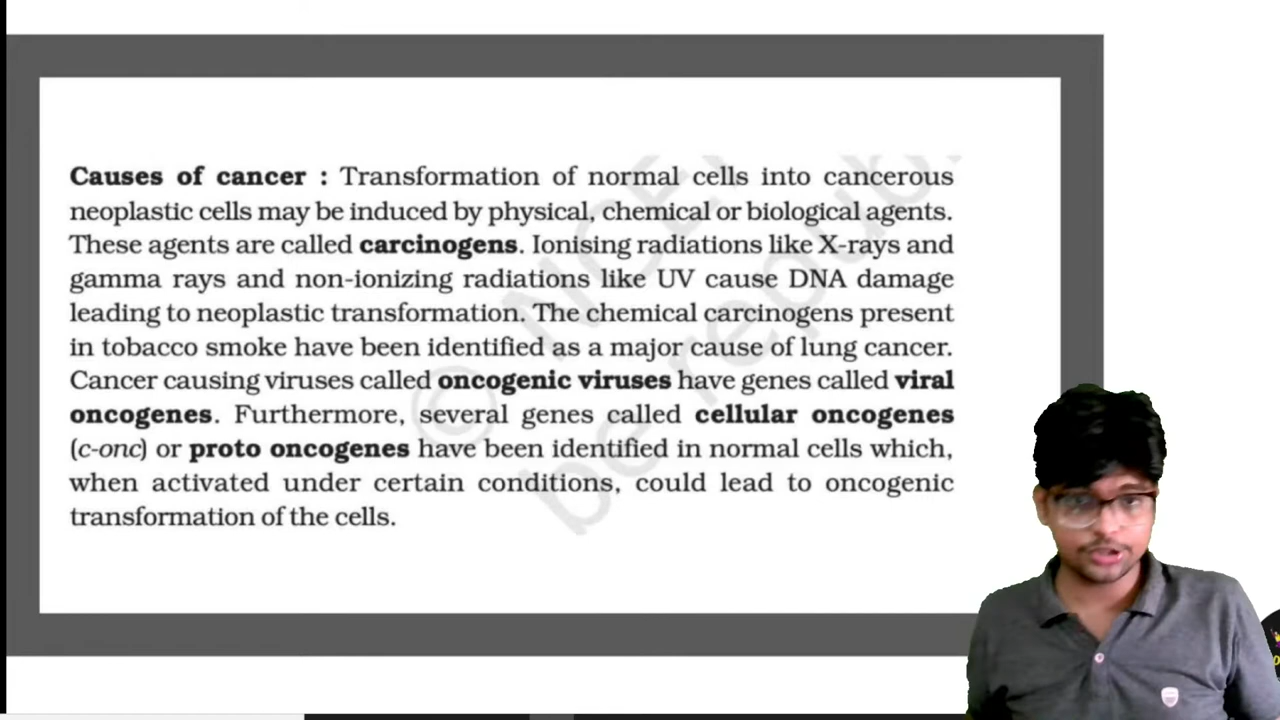 Causes of cancer : Transformation of normal cells into cancerous
neoplastic cells may be induced by physical, chemical or biological agents.
These agents are called carcinogens. Ionising radiations like X-rays and
gamma rays and non-ionizing radiations like UV cause DNA damage
leading to neoplastic transformation. The chemical carcinogens present
in tobacco smoke have been identified as a major cause of lung cancer.
Cancer causing viruses called oncogenic viruses have genes called viral
oncogenes. Furthermore, several genes called cellular oncogenes
(c-onc) or proto oncogenes have been identified in normal cells which,
when activated under certain conditions, could lead to oncogenic
transformation of the cells.